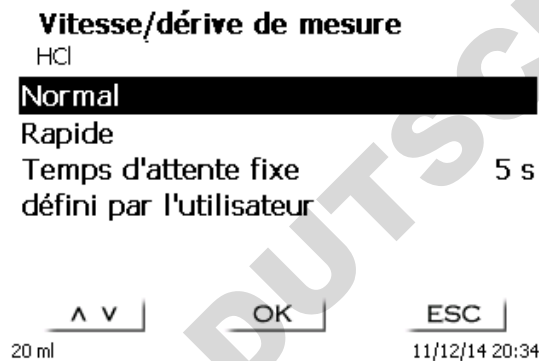 Vitesse/dérive de mesure
HCl
Normal
Rapide
Temps d'attente fixe 5 s
défini par l'utilisateur
∧ ∨ OK ESC
20 ml 11/12/14 20:34